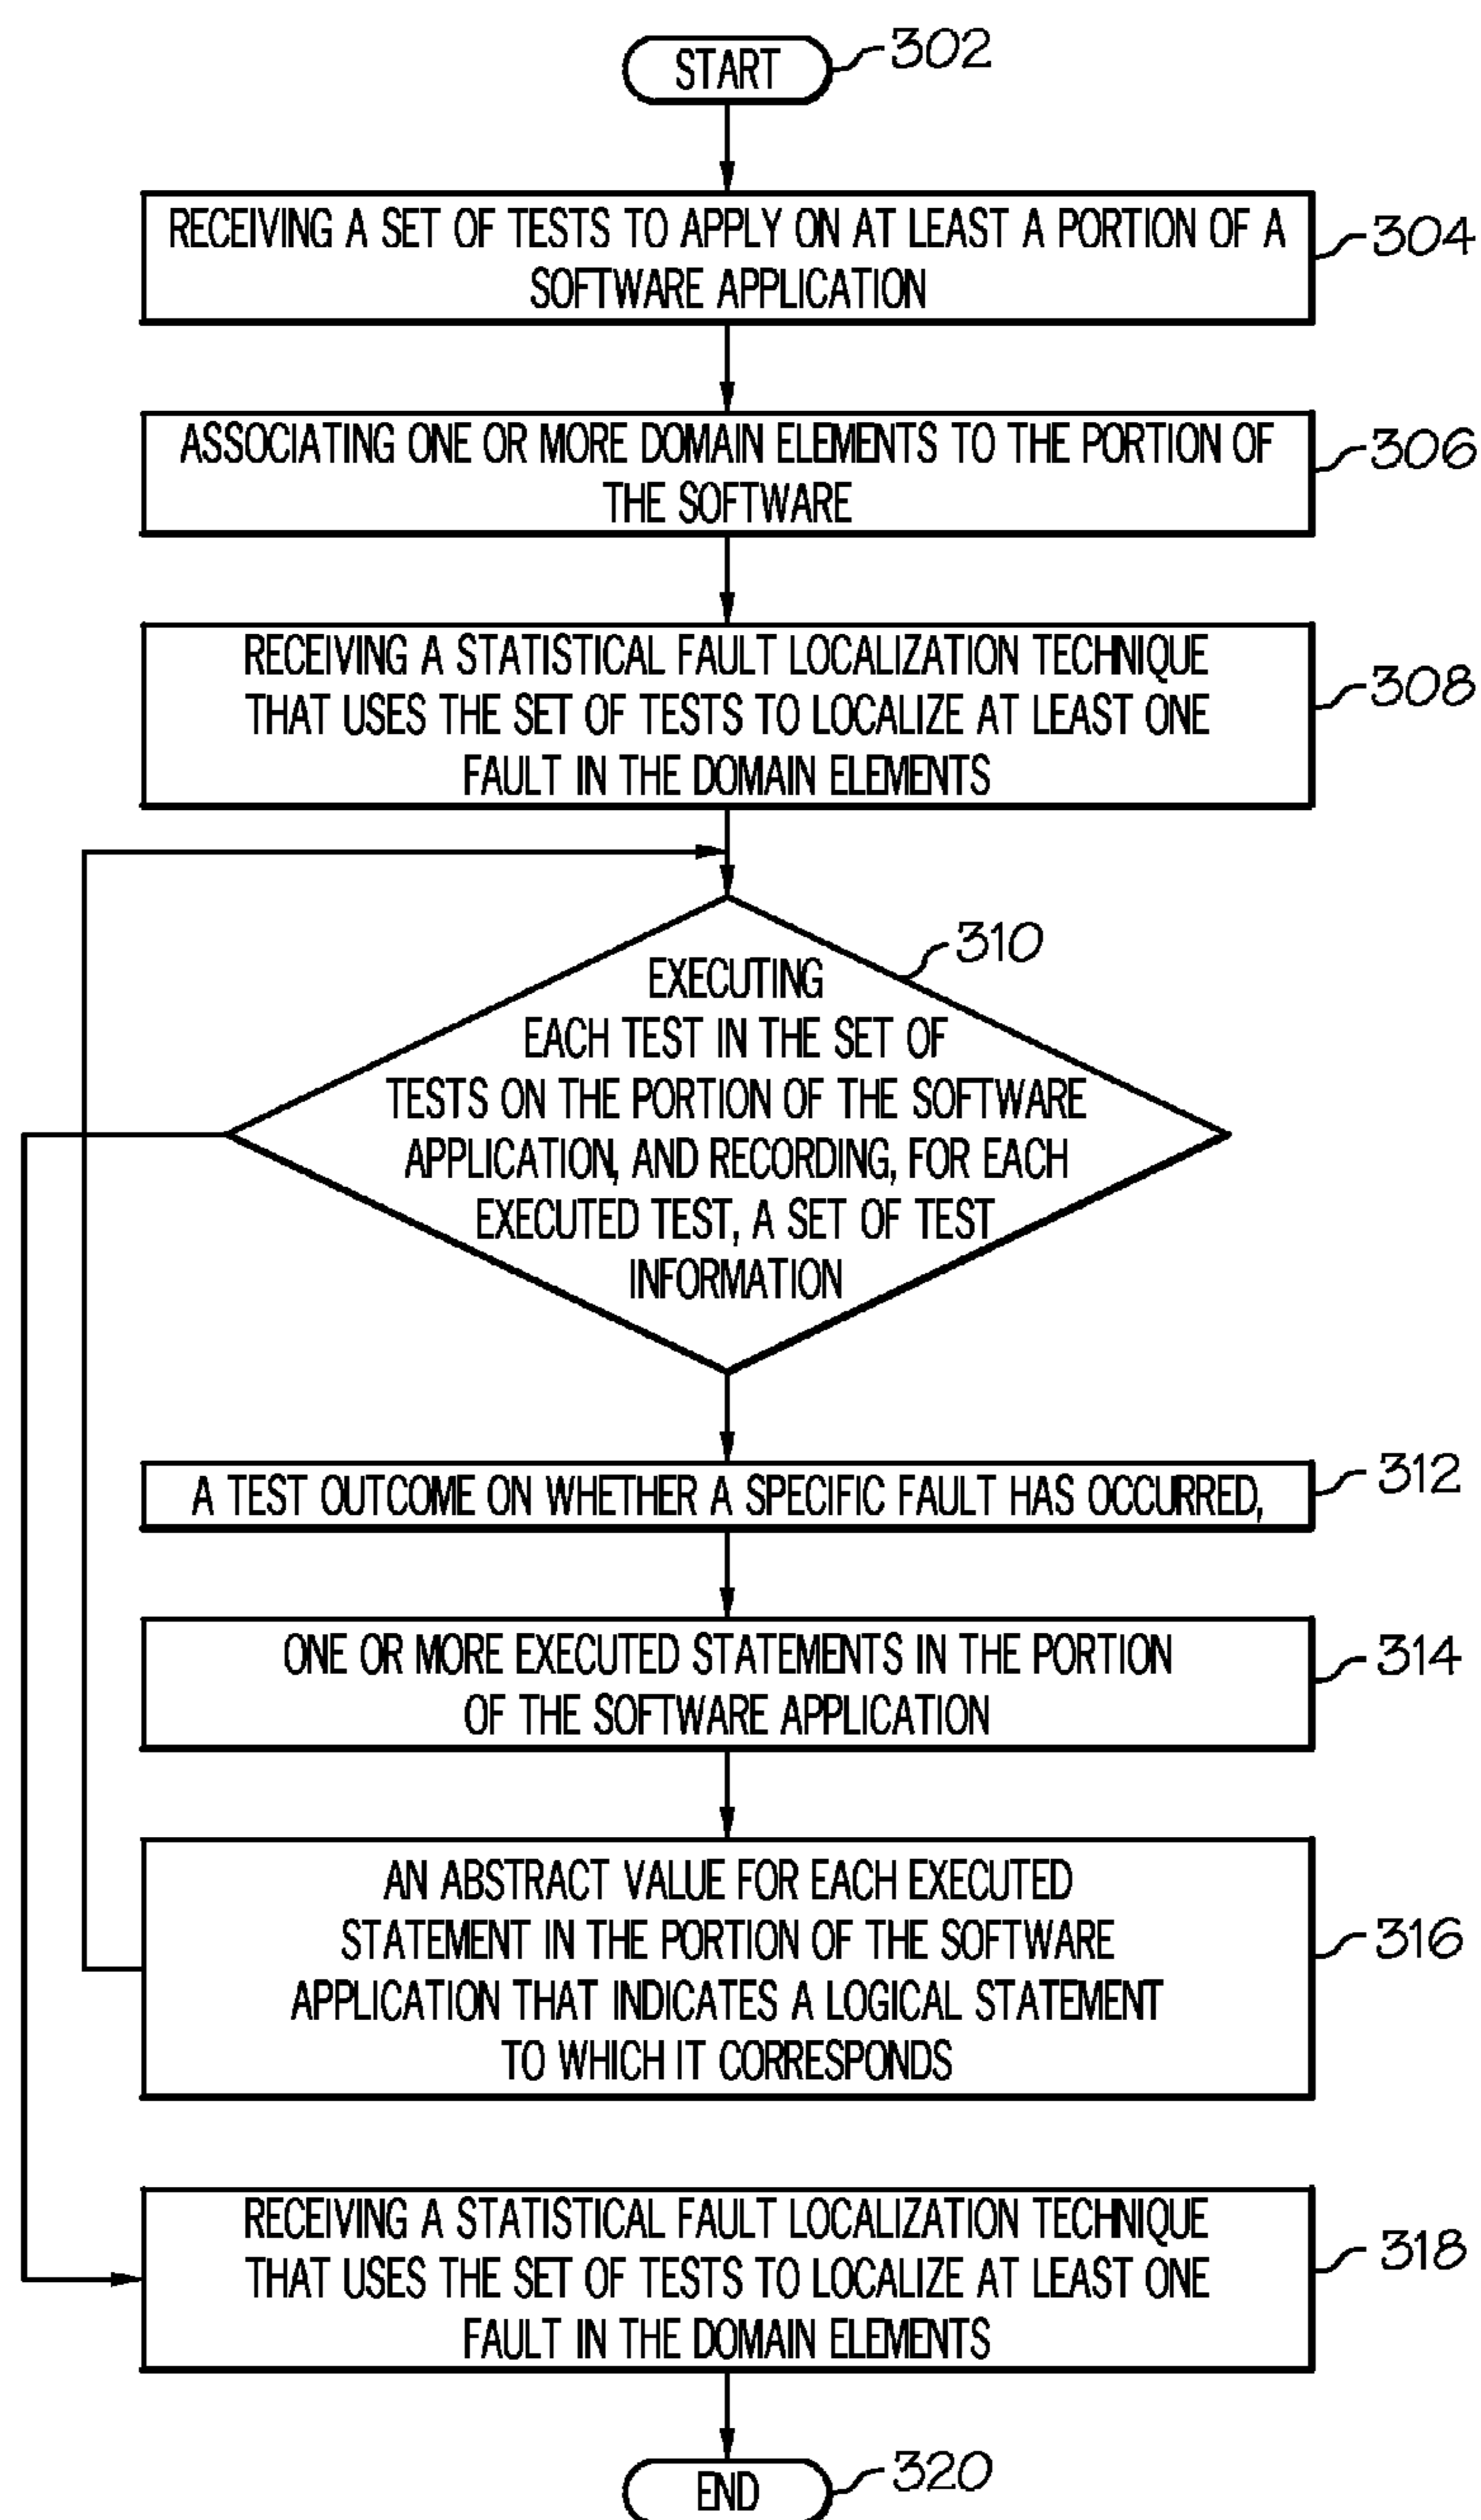 START
302
RECEIVING A SET OF TESTS TO APPLY ON AT LEAST A PORTION OF A
SOFTWARE APPLICATION
304
ASSOCIATING ONE OR MORE DOMAIN ELEMENTS TO THE PORTION OF
THE SOFTWARE
306
RECEIVING A STATISTICAL FAULT LOCALIZATION TECHNIQUE
THAT USES THE SET OF TESTS TO LOCALIZE AT LEAST ONE
FAULT IN THE DOMAIN ELEMENTS
308
310
EXECUTING
EACH TEST IN THE SET OF
TESTS ON THE PORTION OF THE SOFTWARE
APPLICATION, AND RECORDING, FOR EACH
EXECUTED TEST, A SET OF TEST
INFORMATION
A TEST OUTCOME ON WHETHER A SPECIFIC FAULT HAS OCCURRED,
312
ONE OR MORE EXECUTED STATEMENTS IN THE PORTION
OF THE SOFTWARE APPLICATION
314
AN ABSTRACT VALUE FOR EACH EXECUTED
STATEMENT IN THE PORTION OF THE SOFTWARE
APPLICATION THAT INDICATES A LOGICAL STATEMENT
TO WHICH IT CORRESPONDS
316
RECEIVING A STATISTICAL FAULT LOCALIZATION TECHNIQUE
THAT USES THE SET OF TESTS TO LOCALIZE AT LEAST ONE
FAULT IN THE DOMAIN ELEMENTS
318
END
320